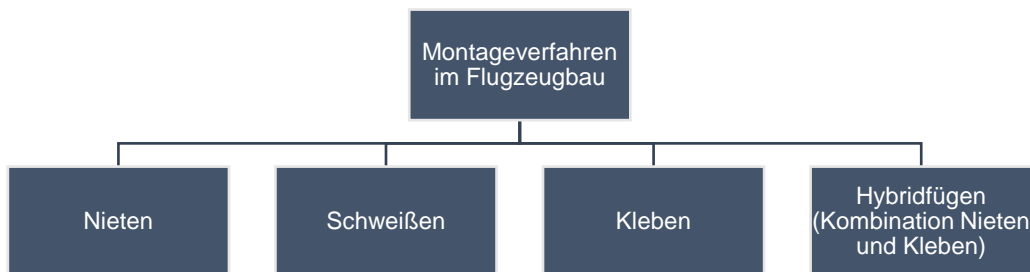 Montageverfahren
im Flugzeugbau
Nieten
Schweißen
Kleben
Hybridfügen
(Kombination Nieten
und Kleben)